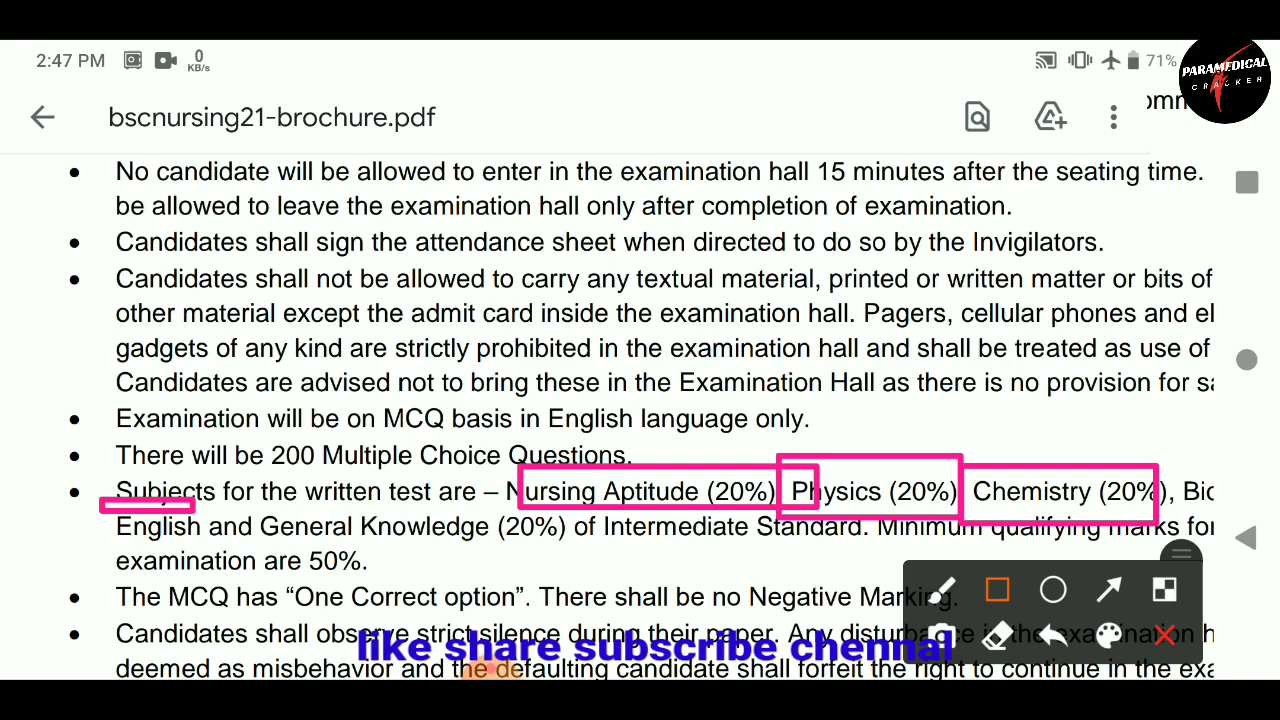 2:47 PM 0 KB/s 71%
PARAMEDICAL
CRACKER
bscnursing21-brochure.pdf
• No candidate will be allowed to enter in the examination hall 15 minutes after the seating time.
be allowed to leave the examination hall only after completion of examination.
• Candidates shall sign the attendance sheet when directed to do so by the Invigilators.
• Candidates shall not be allowed to carry any textual material, printed or written matter or bits of
other material except the admit card inside the examination hall. Pagers, cellular phones and el
gadgets of any kind are strictly prohibited in the examination hall and shall be treated as use of
Candidates are advised not to bring these in the Examination Hall as there is no provision for sa
• Examination will be on MCQ basis in English language only.
• There will be 200 Multiple Choice Questions.
• Subjects for the written test are – Nursing Aptitude (20%) Physics (20%) Chemistry (20%), Bio
English and General Knowledge (20%) of Intermediate Standard. Minimum qualifying marks for
examination are 50%.
• The MCQ has “One Correct option”. There shall be no Negative Marking.
• Candidates shall observe strict silence during their paper. Any disturbance in the examination h
deemed as misbehavior and the defaulting candidate shall forfeit the right to continue in the exa
like share subscribe chennal